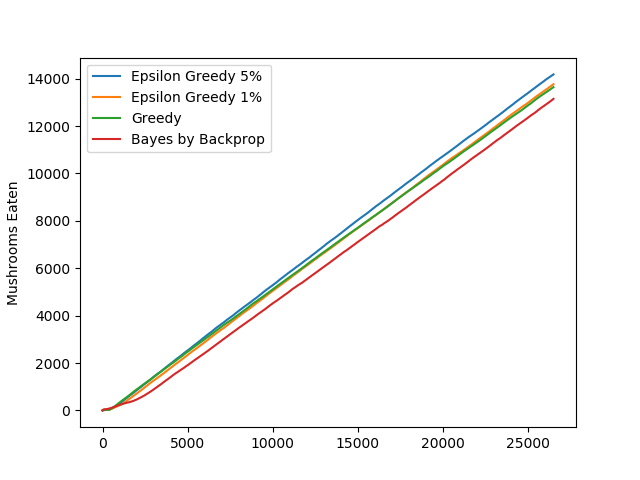 Epsilon Greedy 5%
Epsilon Greedy 1%
Greedy
Bayes by Backprop
Mushrooms Eaten
14000
12000
10000
8000
6000
4000
2000
0
0 5000 10000 15000 20000 25000